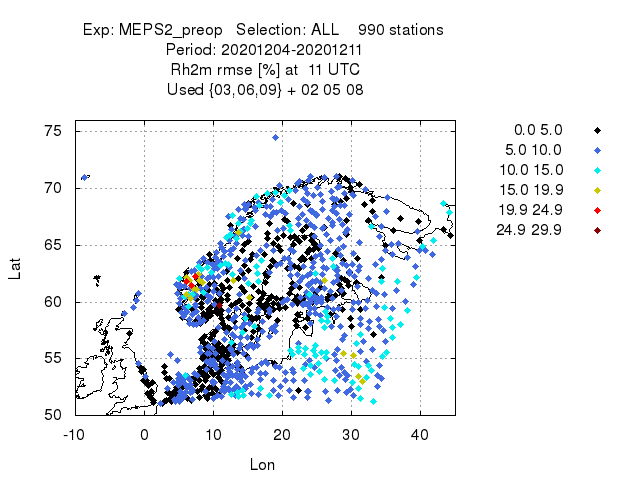 Exp: MEPS2_preop   Selection: ALL    990 stations
Period: 20201204-20201211
Rh2m rmse [%] at  11 UTC
Used {03,06,09} + 02 05 08
0.0 5.0
5.0 10.0
10.0 15.0
15.0 19.9
19.9 24.9
24.9 29.9
75
70
65
60
55
50
Lat
-10 0 10 20 30 40
Lon